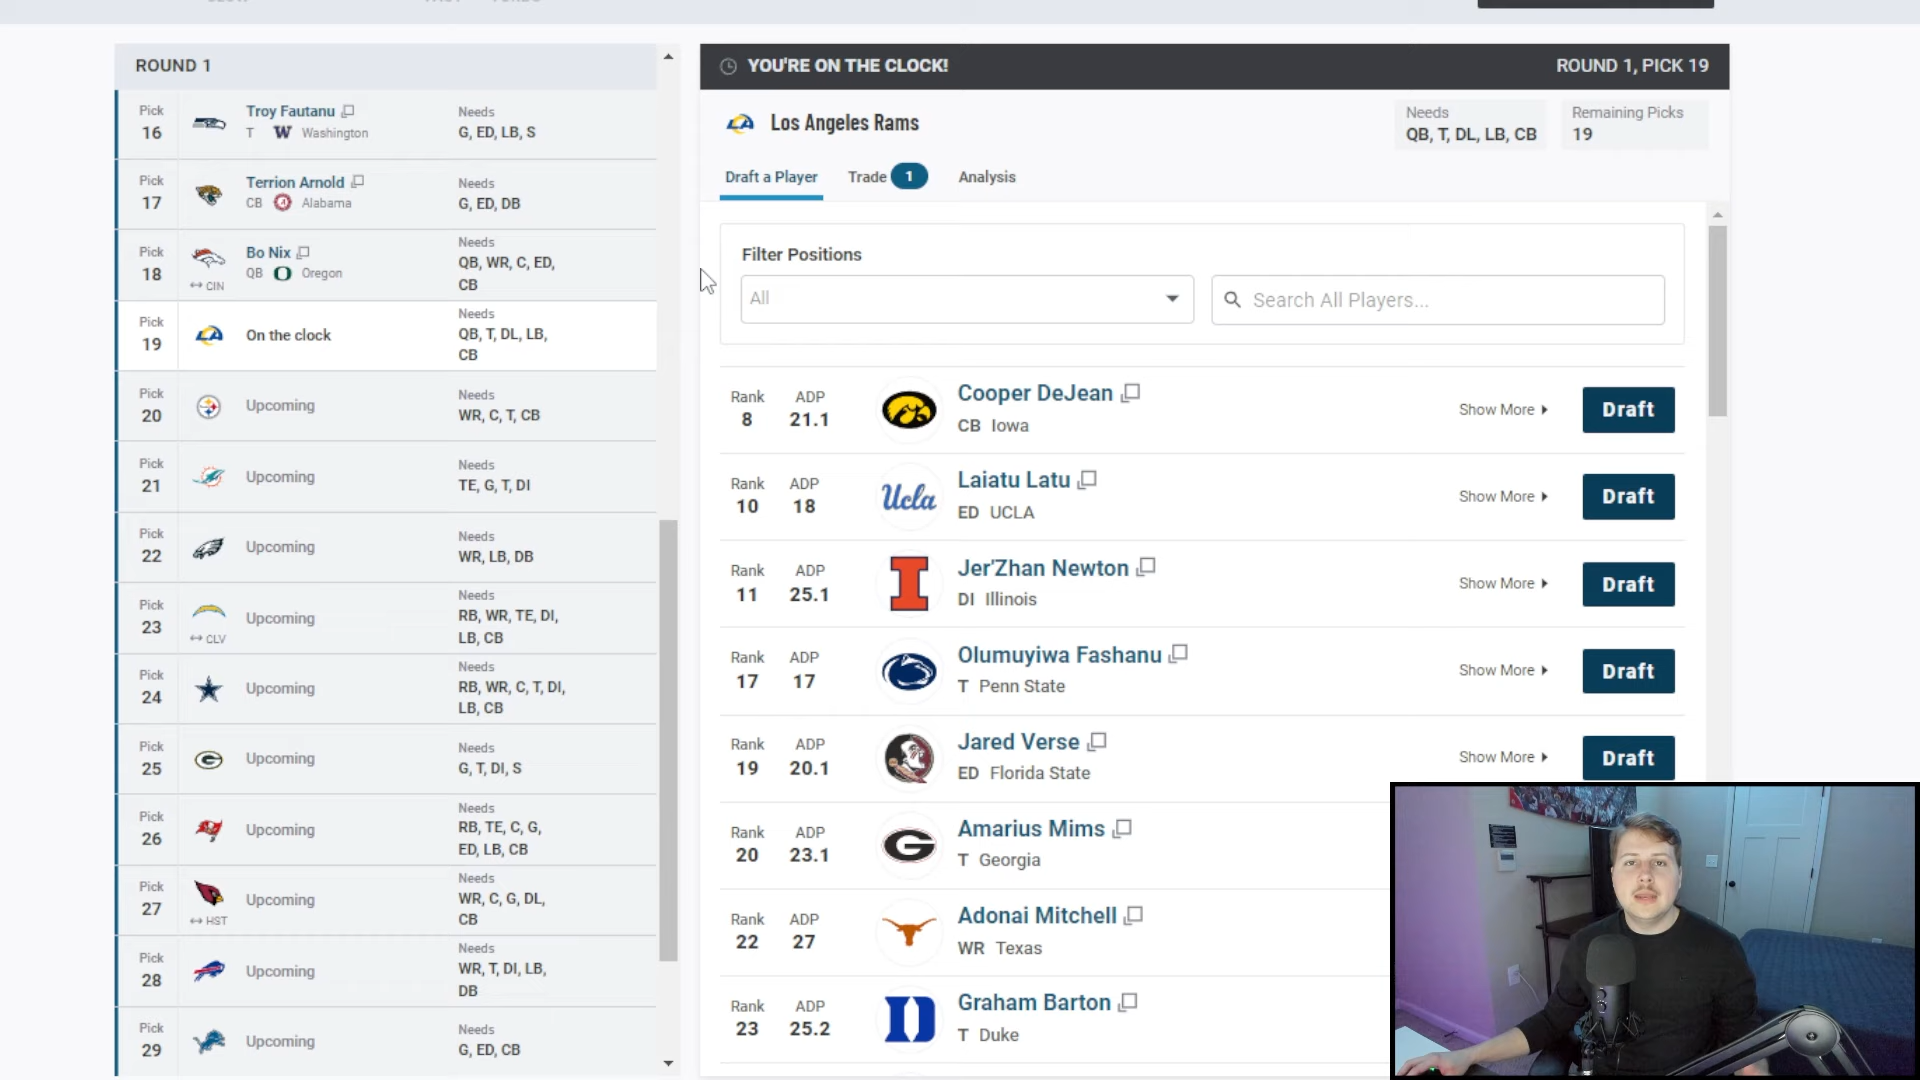 ROUND 1
Pick
16
Troy Fautanu
T W Washington
Needs
G, ED, LB, S
Pick
17
Terrion Arnold
CB A Alabama
Needs
G, ED, DB
Pick
18
↔ CIN
Bo Nix
QB O Oregon
Needs
QB, WR, C, ED,
CB
Pick
19
LA
On the clock
Needs
QB, T, DL, LB,
CB
Pick
20
Upcoming
Needs
WR, C, T, CB
Pick
21
Upcoming
Needs
TE, G, T, DI
Pick
22
Upcoming
Needs
WR, LB, DB
Pick
23
↔ CLV
Upcoming
Needs
RB, WR, TE, DI,
LB, CB
Pick
24
Upcoming
Needs
RB, WR, C, T, DI,
LB, CB
Pick
25
G
Upcoming
Needs
G, T, DI, S
Pick
26
Upcoming
Needs
RB, TE, C, G,
ED, LB, CB
Pick
27
↔ HST
Upcoming
Needs
WR, C, G, DL,
CB
Pick
28
Upcoming
Needs
WR, T, DI, LB,
DB
Pick
29
Upcoming
Needs
G, ED, CB
YOU'RE ON THE CLOCK!
ROUND 1, PICK 19
LA Los Angeles Rams
Needs
QB, T, DL, LB, CB
Remaining Picks
19
Draft a Player
Trade 1
Analysis
Filter Positions
All
Search All Players...
Rank
8
ADP
21.1
Cooper DeJean
CB Iowa
Show More
Draft
Rank
10
ADP
18
Ucla
Laiatu Latu
ED UCLA
Show More
Draft
Rank
11
ADP
25.1
I
Jer'Zhan Newton
DI Illinois
Show More
Draft
Rank
17
ADP
17
Olumuyiwa Fashanu
T Penn State
Show More
Draft
Rank
19
ADP
20.1
Jared Verse
ED Florida State
Show More
Draft
Rank
20
ADP
23.1
G
Amarius Mims
T Georgia
Rank
22
ADP
27
Adonai Mitchell
WR Texas
Rank
23
ADP
25.2
D
Graham Barton
T Duke